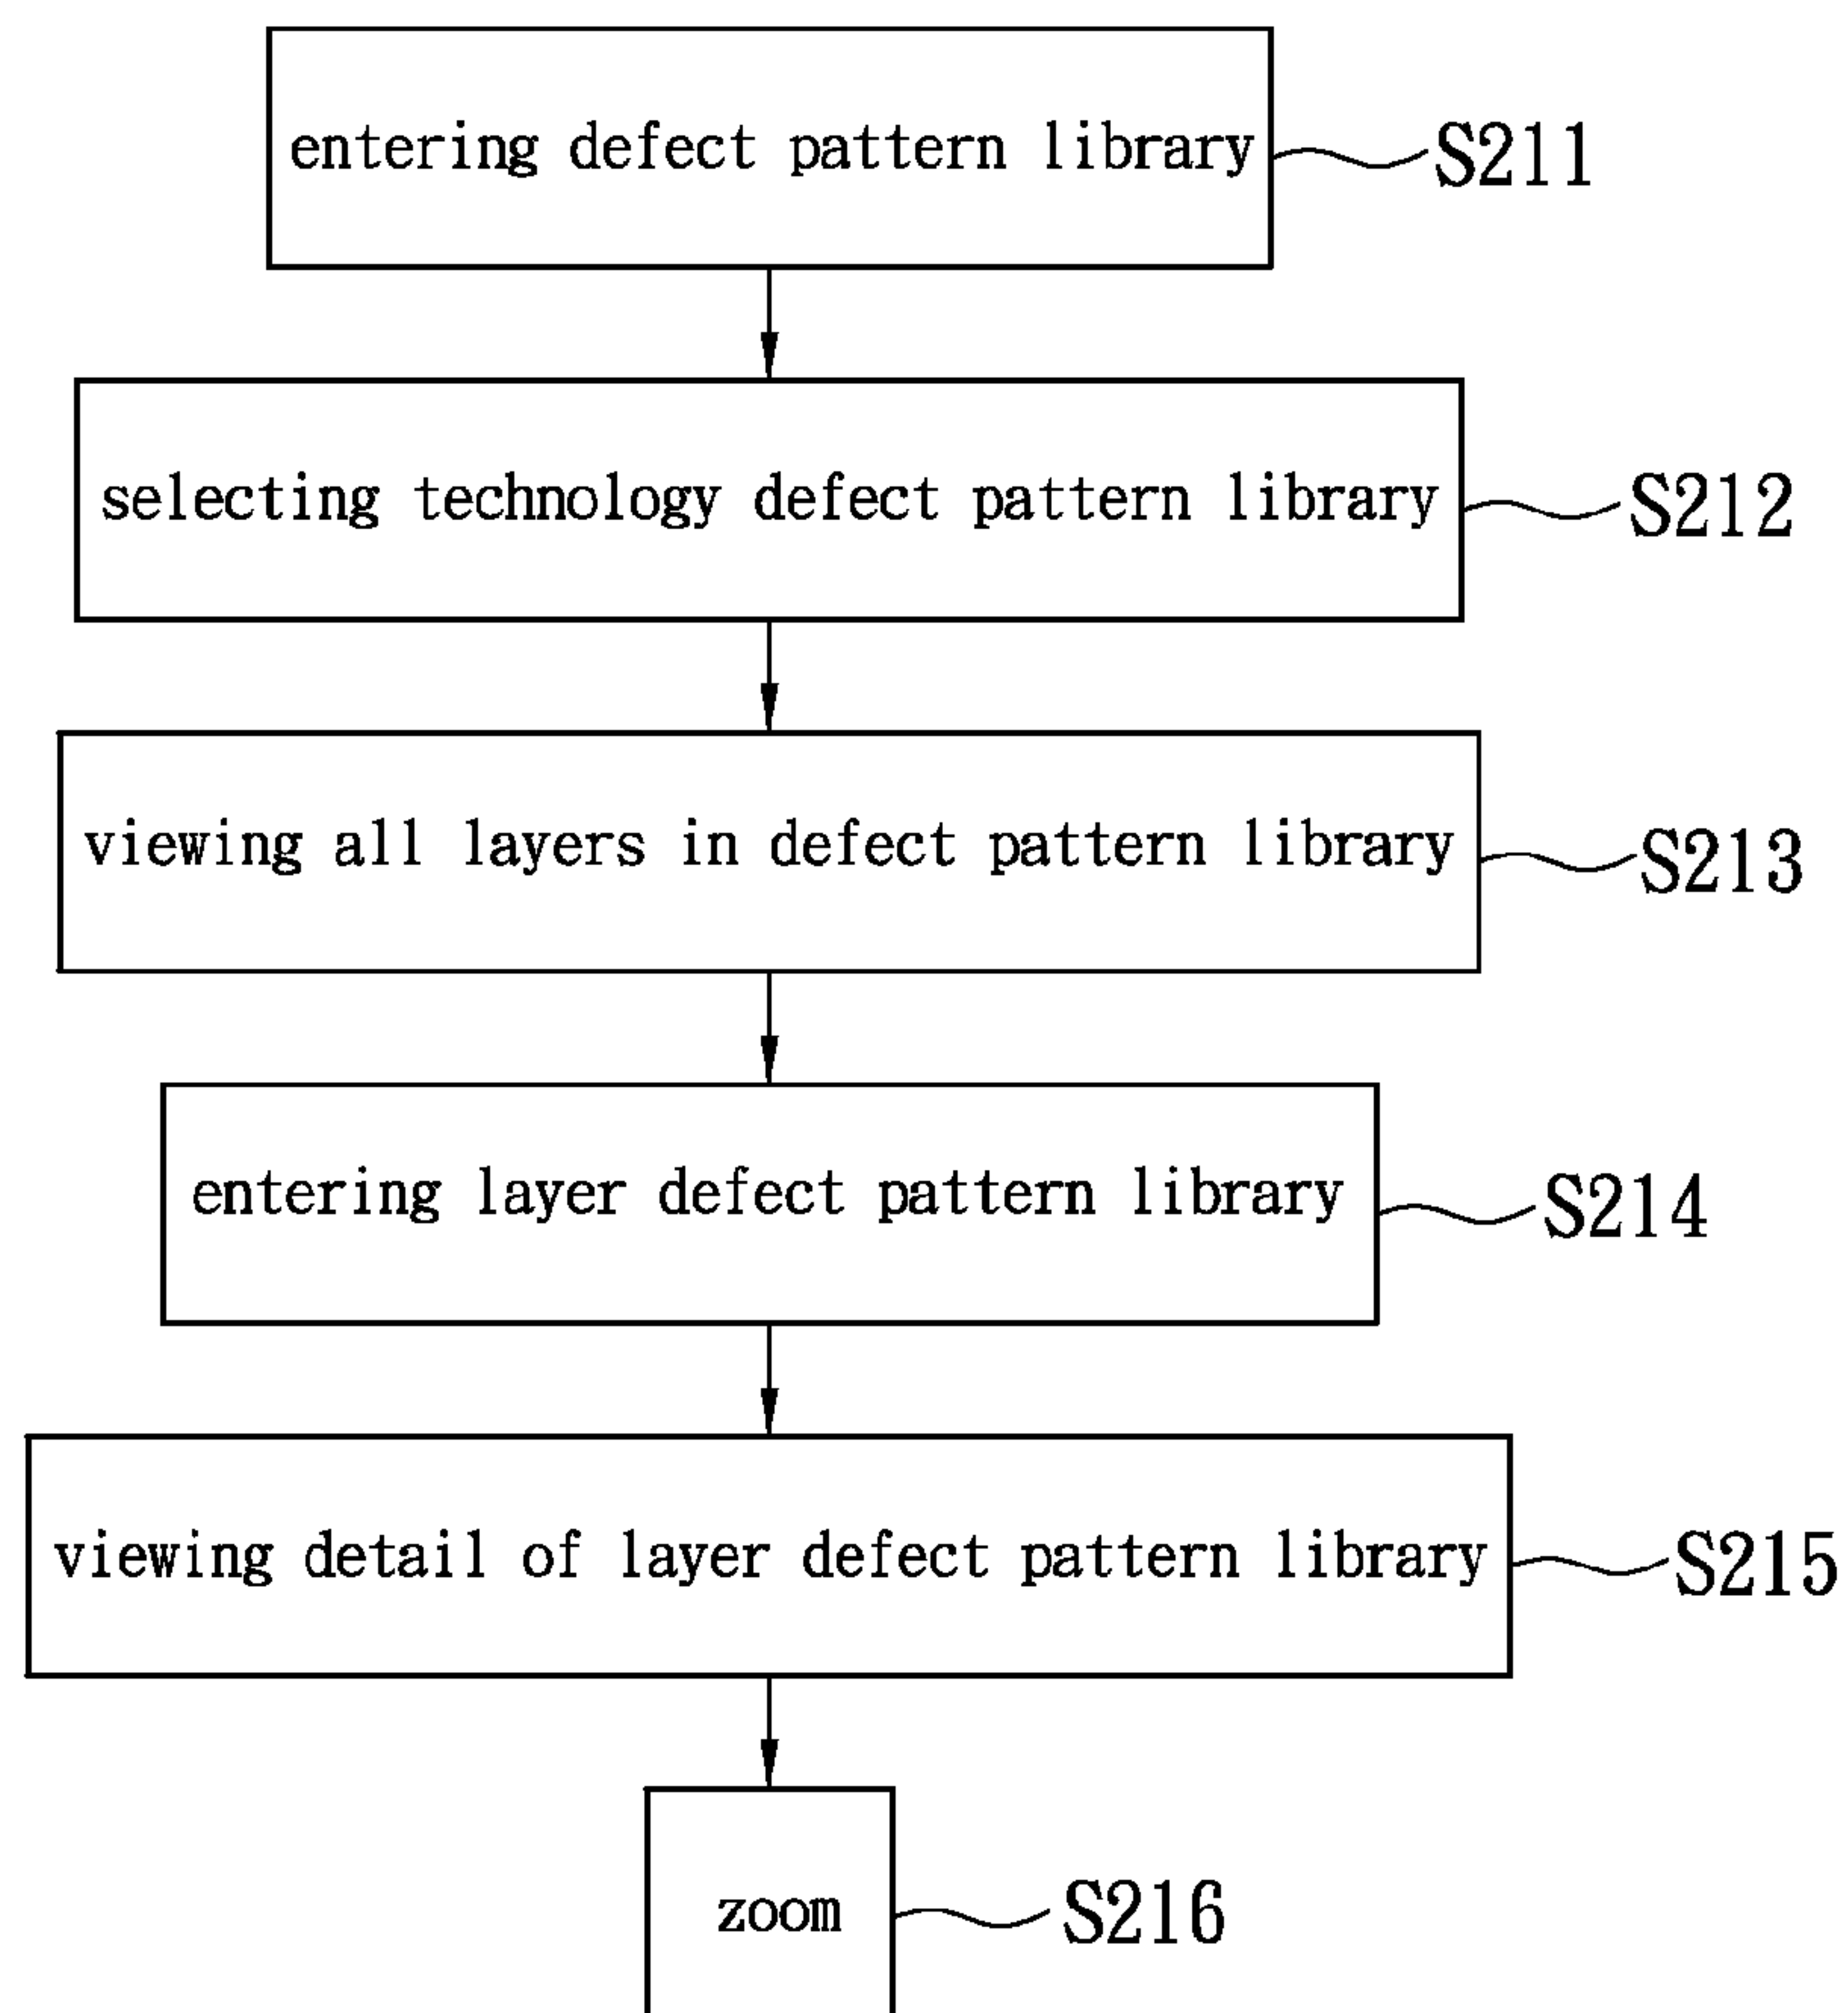 entering defect pattern library S211
selecting technology defect pattern library S212
viewing all layers in defect pattern library S213
entering layer defect pattern library S214
viewing detail of layer defect pattern library S215
zoom S216